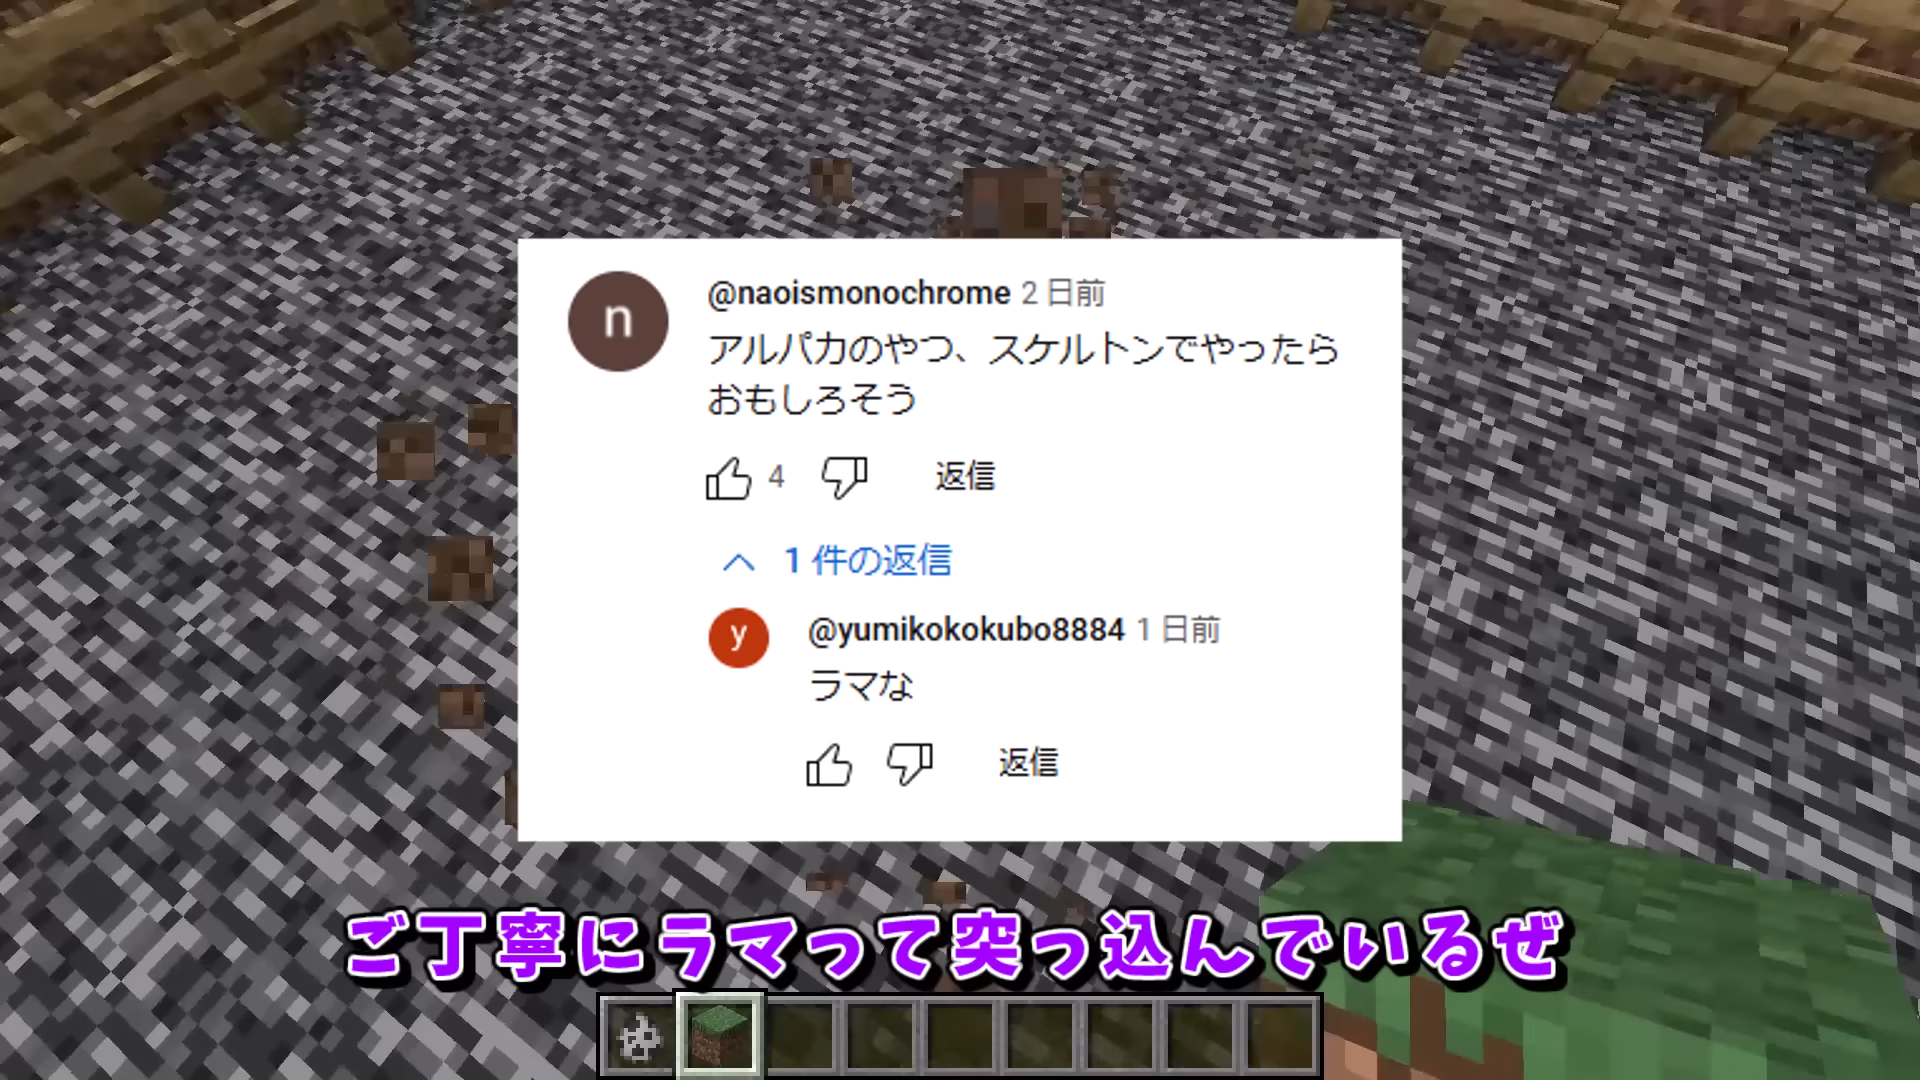 n
@naoismonochrome 2 日前
アルパカのやつ、スケルトンでやったら
おもしろそう
4 返信
1 件の返信
y
@yumikokokubo8884 1 日前
ラマな
返信
ご丁寧にラマって突っ込んでいるぜ